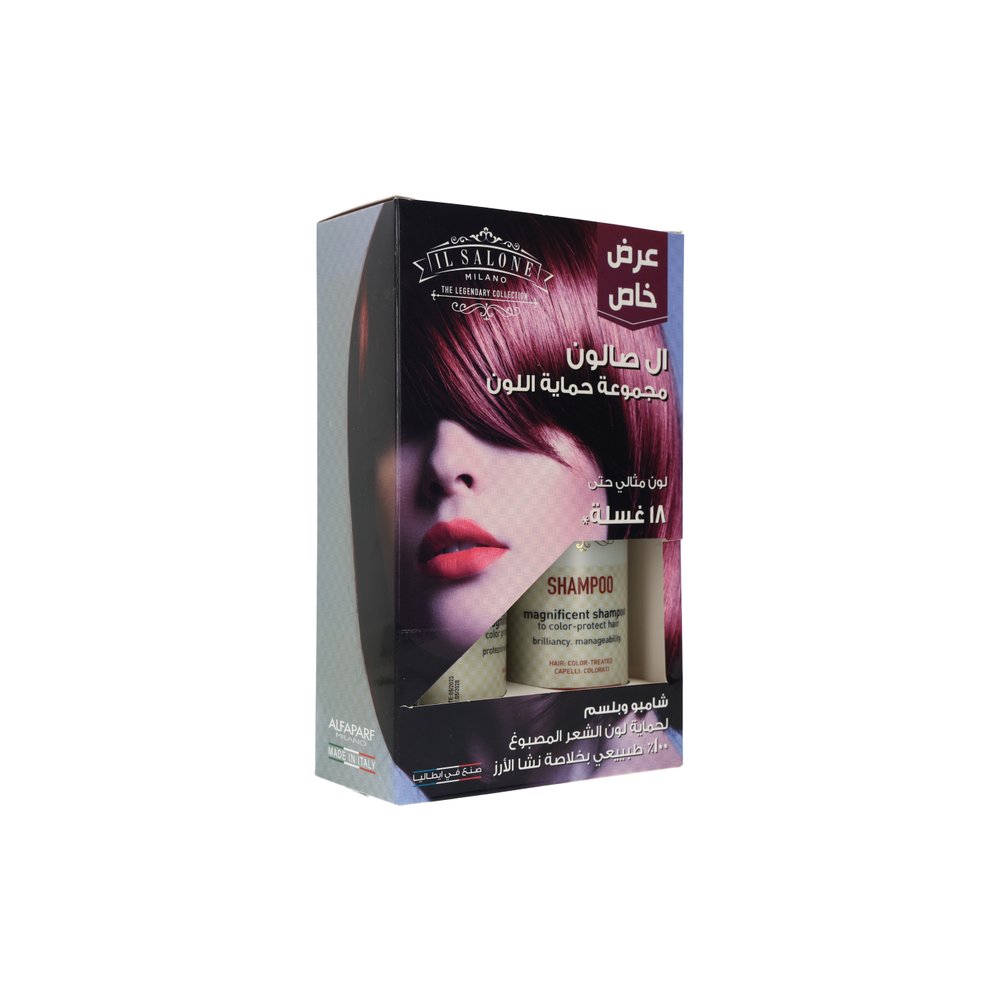 IL SALONE
MILANO
THE LEGENDARY COLLECTION
عرض
خاص
ال صالون
مجموعة حماية اللون
لون مثالي حتى
١٨ غسلة*
SHAMPOO
magnificent shampoo
to color-protect hair
brilliancy. manageability
HAIR: COLOR-TREATED
CAPELLI: COLORATI
color
شامبو وبلسم
لحماية لون الشعر المصبوغ
١٠٠٪ طبيعي بخلاصة نشا الأرز
صنع في ايطاليا
ALFAPARF
MILANO
MADE IN ITALY